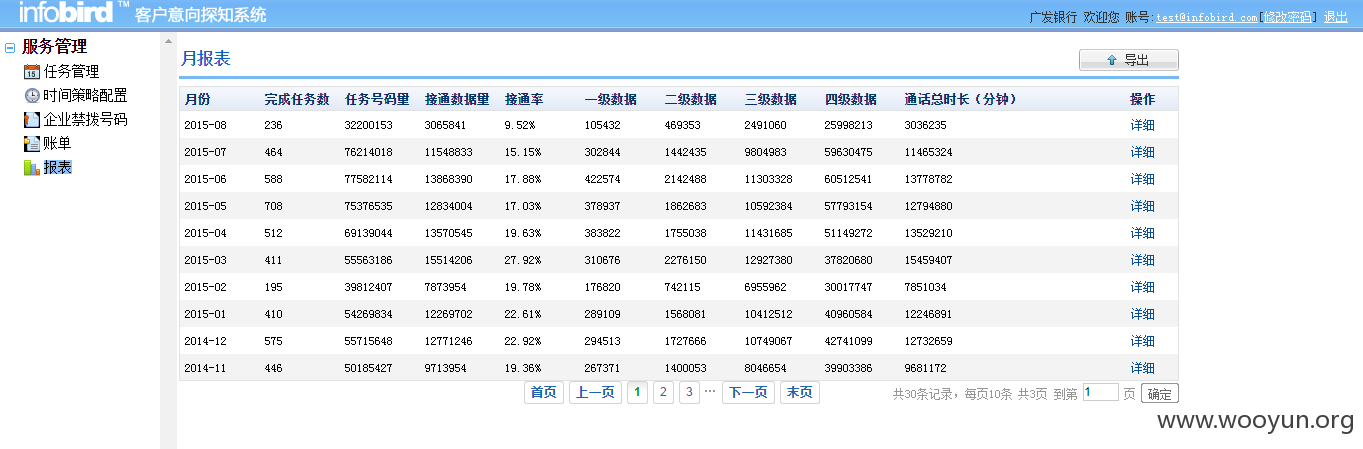 infobird ™ 客户意向探知系统
广发银行 欢迎您 账号:test@infobird.com[修改密码] 退出
服务管理
任务管理
时间策略配置
企业禁拨号码
账单
报表
月报表
导出
月份 完成任务数 任务号码量 接通数据量 接通率 一级数据 二级数据 三级数据 四级数据 通话总时长（分钟） 操作
2015-08 236 32200153 3065841 9.52% 105432 469353 2491060 25998213 3036235 详细
2015-07 464 76214018 11548833 15.15% 302844 1442435 9804983 59630475 11465324 详细
2015-06 588 77582114 13868390 17.88% 422574 2142488 11303328 60512541 13778782 详细
2015-05 708 75376535 12834004 17.03% 378937 1862683 10592384 57793154 12794880 详细
2015-04 512 69139044 13570545 19.63% 383822 1755038 11431685 51149272 13529210 详细
2015-03 411 55563186 15514206 27.92% 310676 2276150 12927380 37820680 15459407 详细
2015-02 195 39812407 7873954 19.78% 176820 742115 6955962 30017747 7851034 详细
2015-01 410 54269834 12269702 22.61% 289109 1568081 10412512 40960584 12246891 详细
2014-12 575 55715648 12771246 22.92% 294513 1727666 10749067 42741099 12732659 详细
2014-11 446 50185427 9713954 19.36% 267371 1400053 8046654 39903386 9681172 详细
首页 上一页 1 2 3 ··· 下一页 末页 共30条记录，每页10条 共3页 到第 1 页 确定
www.wooyun.org